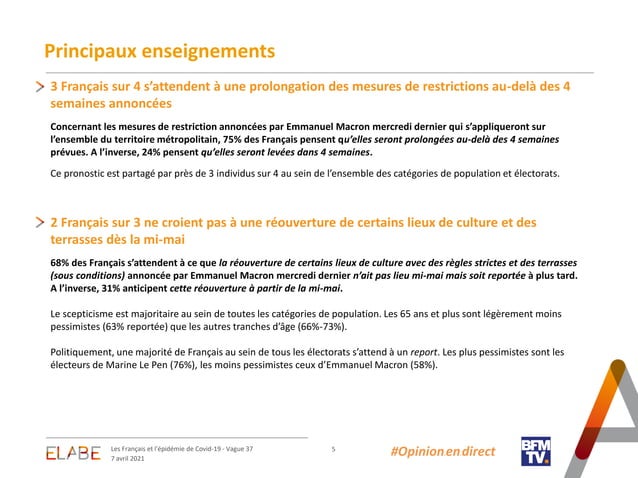 Principaux enseignements
3 Français sur 4 s’attendent à une prolongation des mesures de restrictions au-delà des 4
semaines annoncées
Concernant les mesures de restriction annoncées par Emmanuel Macron mercredi dernier qui s’appliqueront sur
l’ensemble du territoire métropolitain, 75% des Français pensent qu’elles seront prolongées au-delà des 4 semaines
prévues. A l’inverse, 24% pensent qu’elles seront levées dans 4 semaines.
Ce pronostic est partagé par près de 3 individus sur 4 au sein de l’ensemble des catégories de population et électorats.
2 Français sur 3 ne croient pas à une réouverture de certains lieux de culture et des
terrasses dès la mi-mai
68% des Français s’attendent à ce que la réouverture de certains lieux de culture avec des règles strictes et des terrasses
(sous conditions) annoncée par Emmanuel Macron mercredi dernier n’ait pas lieu mi-mai mais soit reportée à plus tard.
A l’inverse, 31% anticipent cette réouverture à partir de la mi-mai.
Le scepticisme est majoritaire au sein de toutes les catégories de population. Les 65 ans et plus sont légèrement moins
pessimistes (63% reportée) que les autres tranches d’âge (66%-73%).
Politiquement, une majorité de Français au sein de tous les électorats s’attend à un report. Les plus pessimistes sont les
électeurs de Marine Le Pen (76%), les moins pessimistes ceux d’Emmanuel Macron (58%).
ELABE
Les Français et l’épidémie de Covid-19 - Vague 37
7 avril 2021
5
#Opinionendirect
BFM
TV.